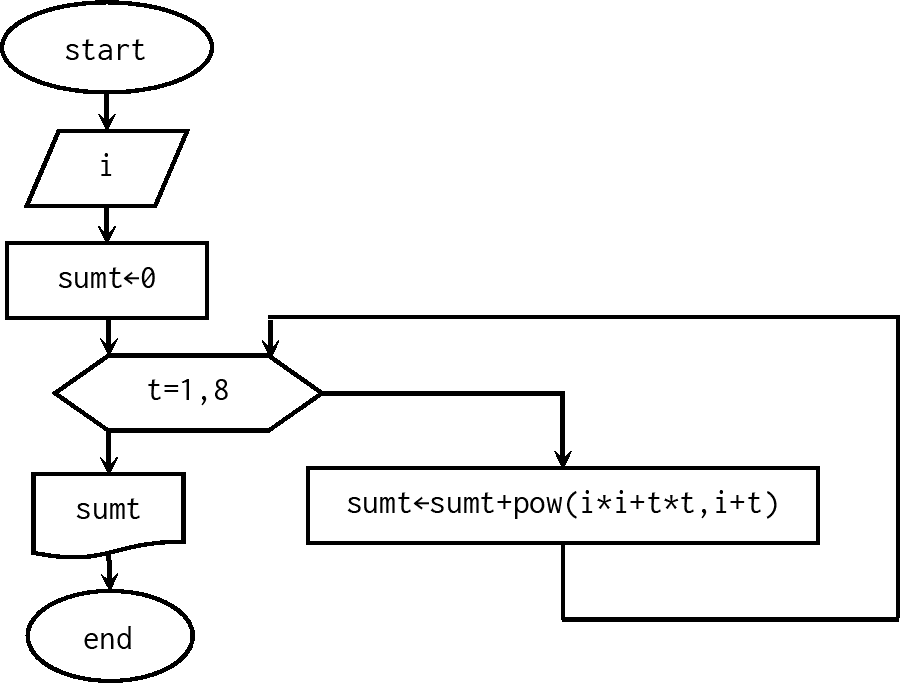 start
i
sumt←0
t=1,8
sumt
sumt←sumt+pow(i*i+t*t,i+t)
end